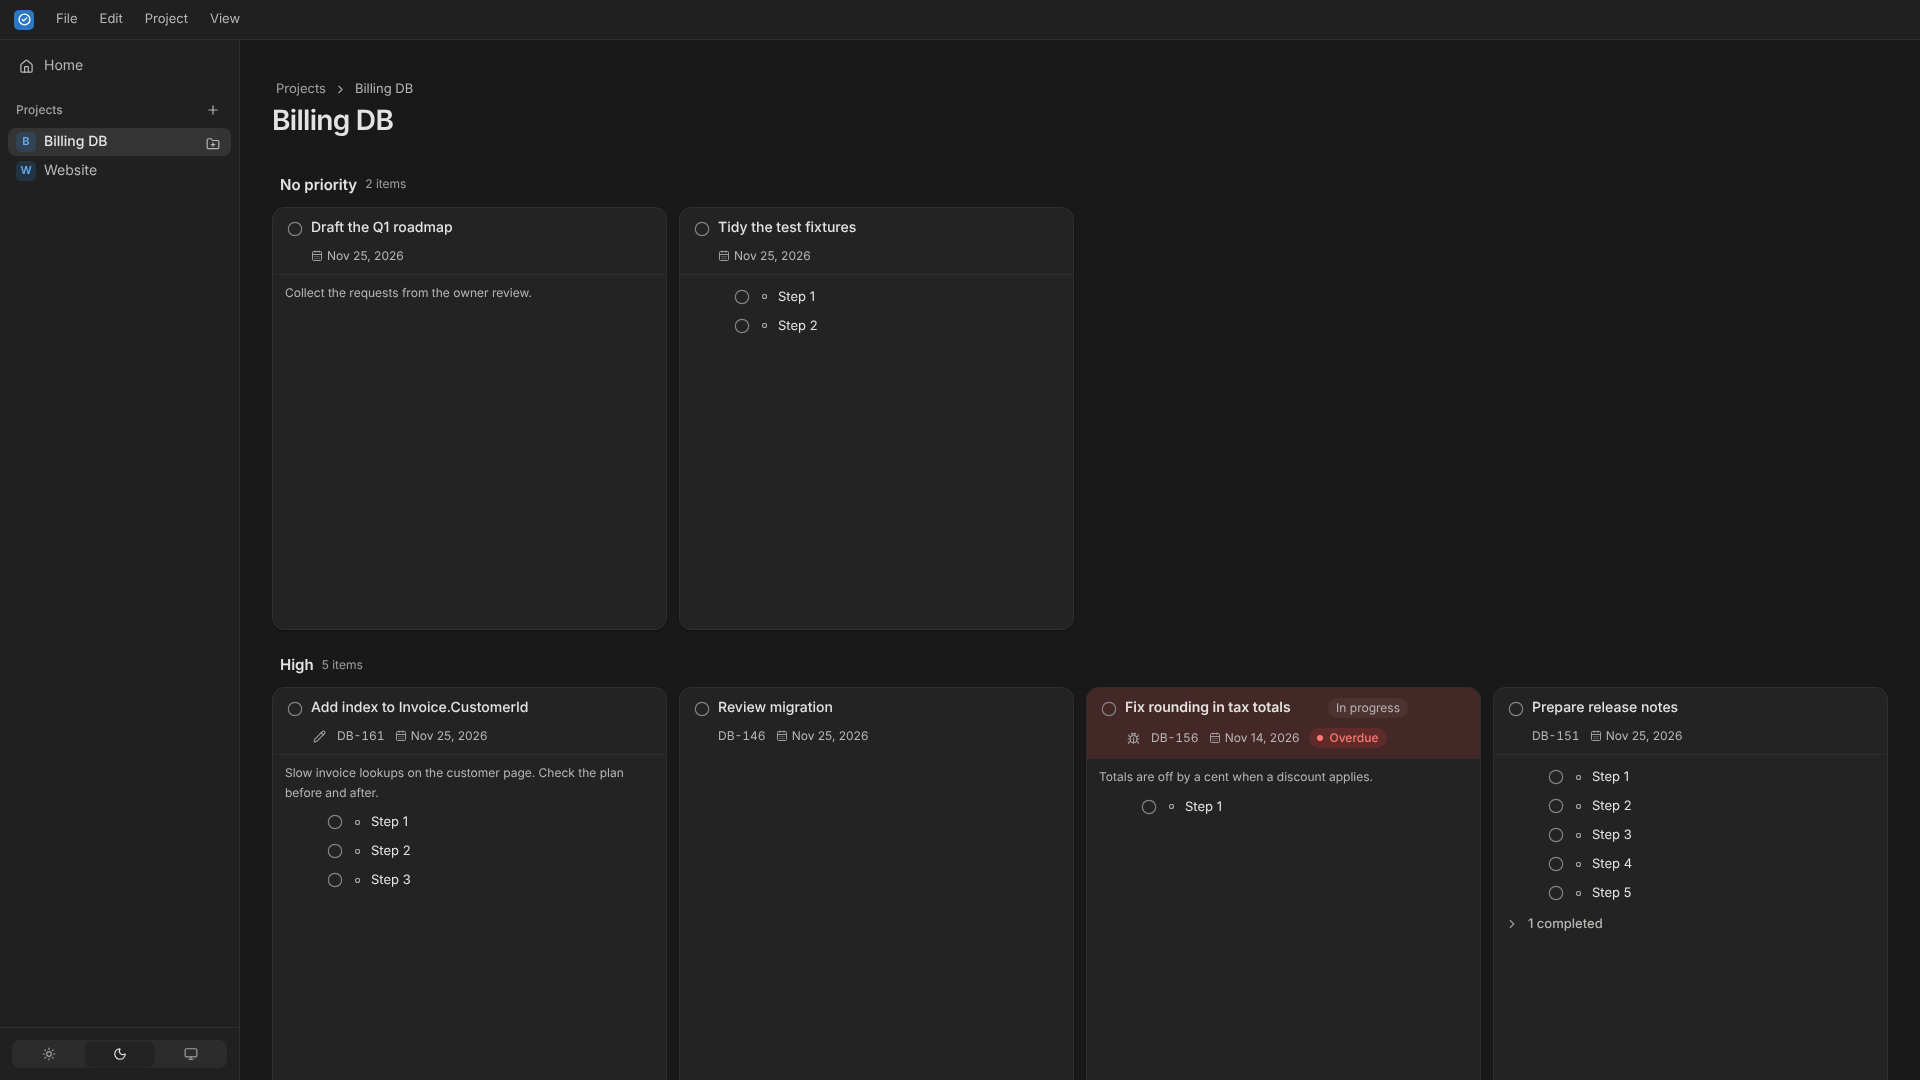 File Edit Project View
Home
Projects
B Billing DB
W Website
Projects > Billing DB
Billing DB
No priority 2 items
Draft the Q1 roadmap
Nov 25, 2026
Collect the requests from the owner review.
Tidy the test fixtures
Nov 25, 2026
Step 1
Step 2
High 5 items
Add index to Invoice.CustomerId
DB-161 Nov 25, 2026
Slow invoice lookups on the customer page. Check the plan
before and after.
Step 1
Step 2
Step 3
Review migration
DB-146 Nov 25, 2026
Fix rounding in tax totals In progress
DB-156 Nov 14, 2026 Overdue
Totals are off by a cent when a discount applies.
Step 1
Prepare release notes
DB-151 Nov 25, 2026
Step 1
Step 2
Step 3
Step 4
Step 5
1 completed